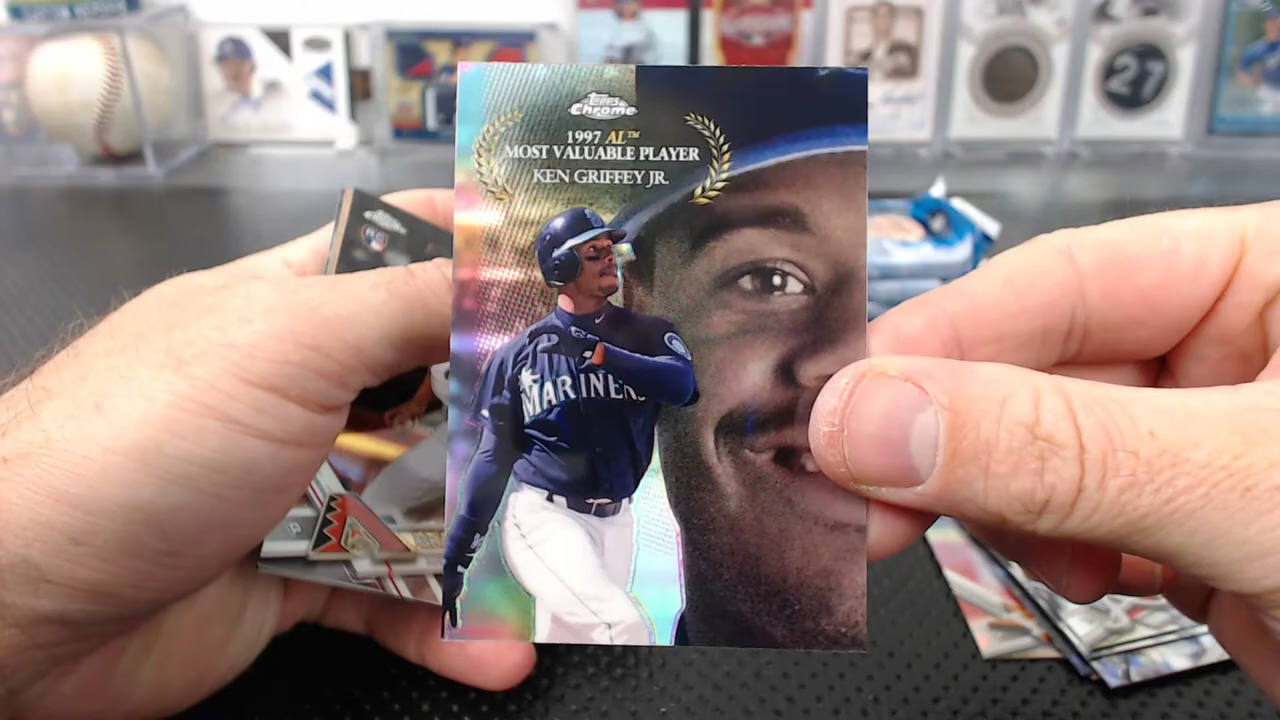 Topps
Chrome
1997 AL™
MOST VALUABLE PLAYER
KEN GRIFFEY JR.
MARINERS
27